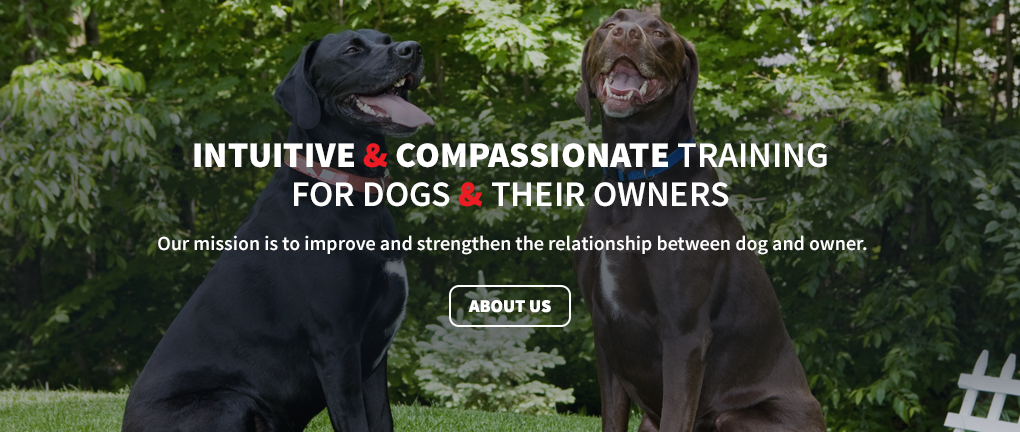 INTUITIVE & COMPASSIONATE TRAINING
FOR DOGS & THEIR OWNERS
Our mission is to improve and strengthen the relationship between dog and owner.
ABOUT US